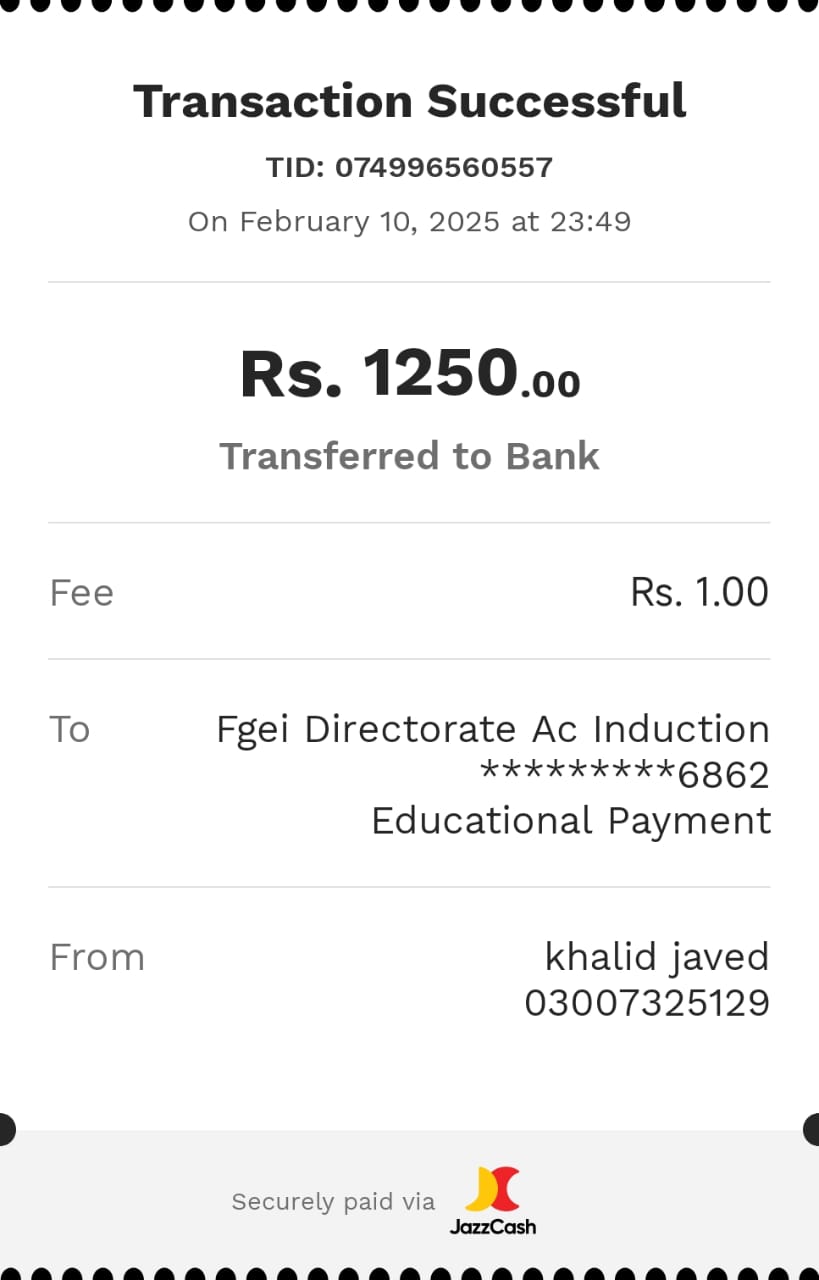 Transaction Successful
TID: 074996560557
On February 10, 2025 at 23:49
Rs. 1250.00
Transferred to Bank
Fee Rs. 1.00
To Fgei Directorate Ac Induction
*********6862
Educational Payment
From khalid javed
03007325129
Securely paid via JazzCash